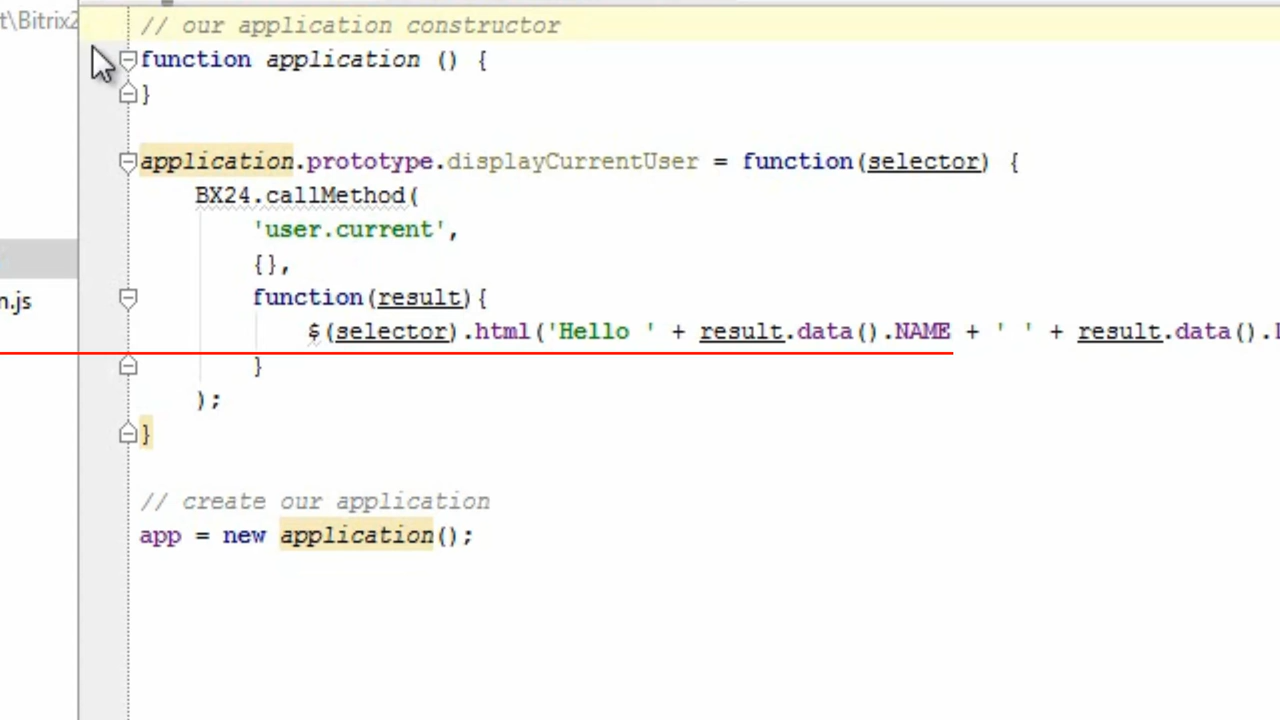 t\Bitrix2
// our application constructor
function application () {
}
application.prototype.displayCurrentUser = function(selector) {
BX24.callMethod(
'user.current',
{},
n.js
function(result){
$(selector).html('Hello ' + result.data().NAME + ' ' + result.data().
}
);
}
// create our application
app = new application();